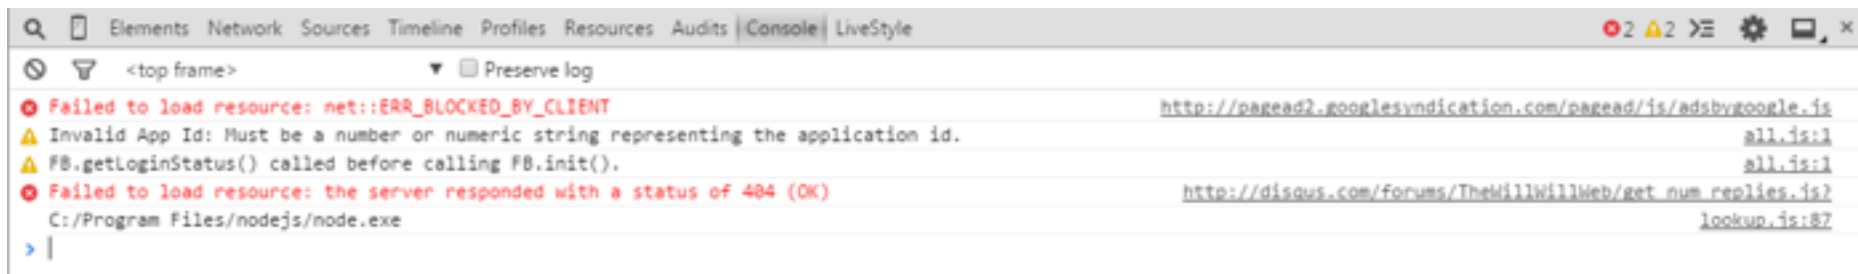 Elements Network Sources Timeline Profiles Resources Audits Console LiveStyle 2 2
<top frame> Preserve log
Failed to load resource: net::ERR_BLOCKED_BY_CLIENT http://pagead2.googlesyndication.com/pagead/js/adsbygoogle.js
Invalid App Id: Must be a number or numeric string representing the application id. all.js:1
FB.getLoginStatus() called before calling FB.init(). all.js:1
Failed to load resource: the server responded with a status of 404 (OK) http://disqus.com/forums/TheWillWillWeb/get_num_replies.js?
C:/Program Files/nodejs/node.exe lookup.js:87
>